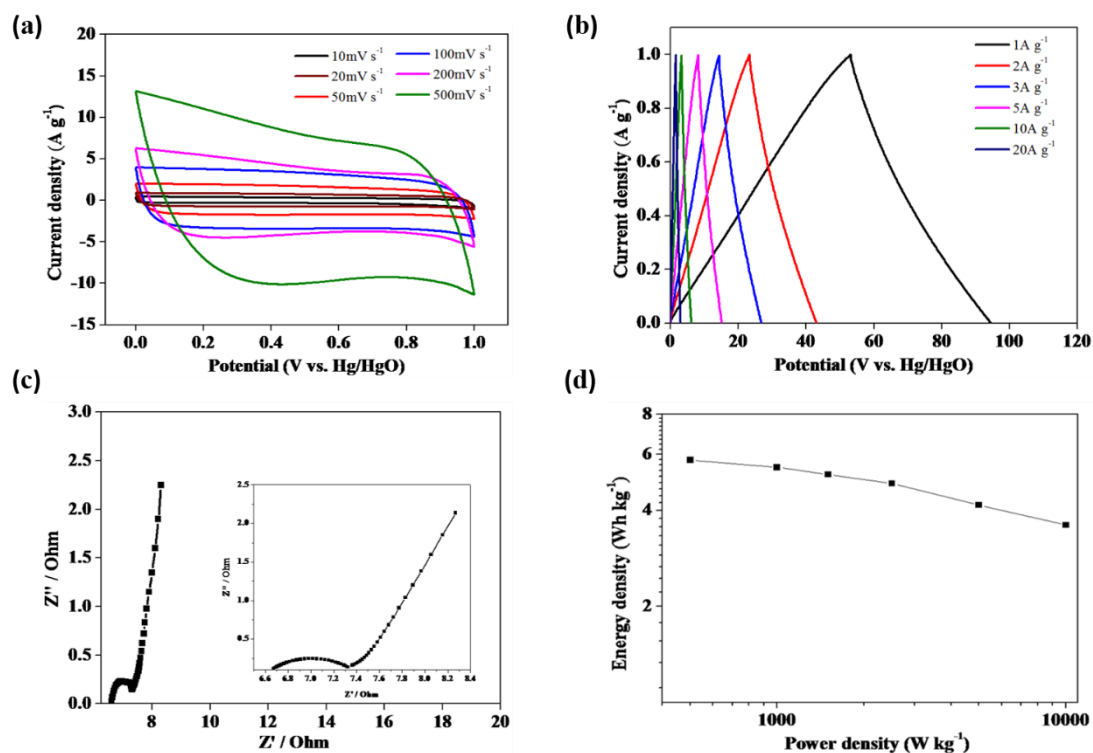 (a)
20
15
10
5
0
-5
-10
-15
0.0 0.2 0.4 0.6 0.8 1.0
Current density (A g⁻¹)
Potential (V vs. Hg/HgO)
10mV s⁻¹ 100mV s⁻¹
20mV s⁻¹ 200mV s⁻¹
50mV s⁻¹ 500mV s⁻¹
(b)
1.0
0.8
0.6
0.4
0.2
0.0
0 20 40 60 80 100 120
Current density (A g⁻¹)
Potential (V vs. Hg/HgO)
1A g⁻¹
2A g⁻¹
3A g⁻¹
5A g⁻¹
10A g⁻¹
20A g⁻¹
(c)
3.0
2.5
2.0
1.5
1.0
0.5
0.0
8 10 12 14 16 18 20
Z'' / Ohm
Z' / Ohm
2.5
2.0
1.5
1.0
0.5
6.6 6.8 7.0 7.2 7.4 7.6 7.8 8.0 8.2 8.4
Z'' / Ohm
Z' / Ohm
(d)
8
6
4
2
1000 10000
Energy density (Wh kg⁻¹)
Power density (W kg⁻¹)